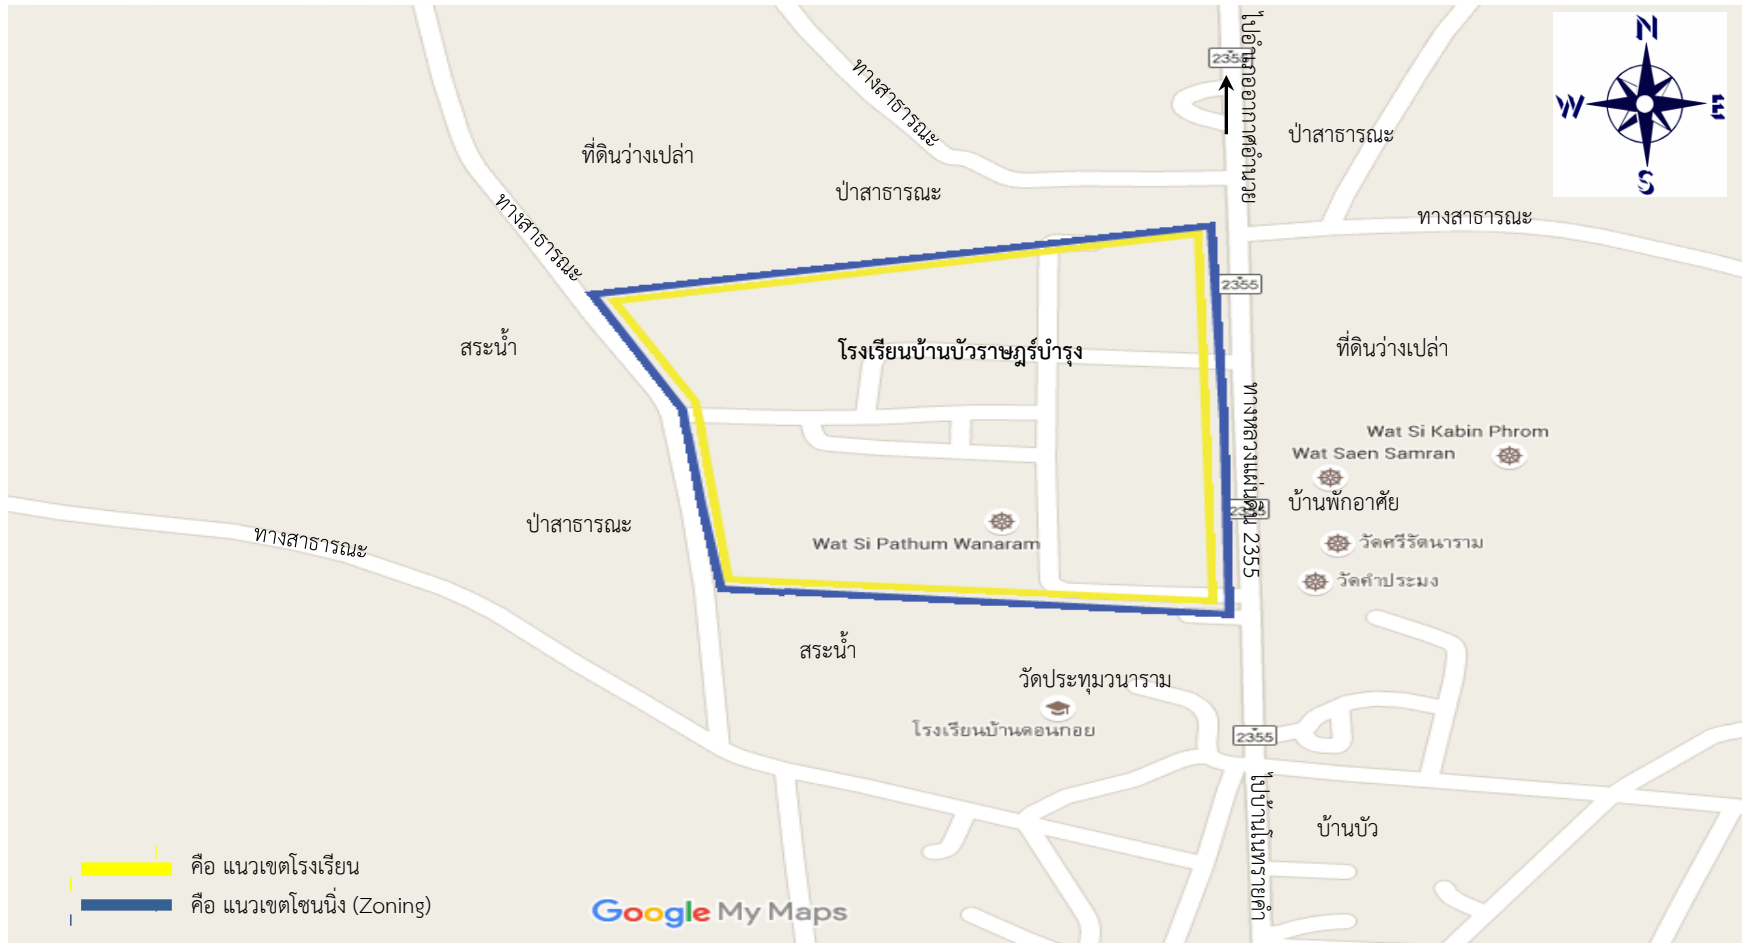 N
W
E
S
2355
ไปอำเภออากาศอำนวย
ทางสาธารณะ
ป่าสาธารณะ
ที่ดินว่างเปล่า
ป่าสาธารณะ
ทางสาธารณะ
ทางสาธารณะ
2355
สระน้ำ
โรงเรียนบ้านบัวราษฎร์บำรุง
ที่ดินว่างเปล่า
ทางหลวงแผ่นดิน 2355
Wat Si Kabin Phrom
Wat Saen Samran
บ้านพักอาศัย
2355
ป่าสาธารณะ
ทางสาธารณะ
Wat Si Pathum Wanaram
วัดศรีรัตนาราม
วัดคำประมง
สระน้ำ
วัดประทุมวนาราม
โรงเรียนบ้านดอนกอย
2355
ไปบ้านโนทรายคำ
บ้านบัว
คือ แนวเขตโรงเรียน
คือ แนวเขตโซนนิ่ง (Zoning)
Google My Maps